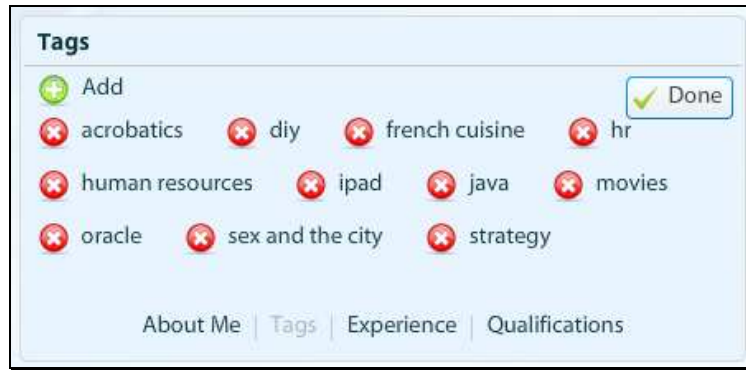 Tags
Add
Done
acrobatics diy french cuisine hr
human resources ipad java movies
oracle sex and the city strategy
About Me | Tags | Experience | Qualifications